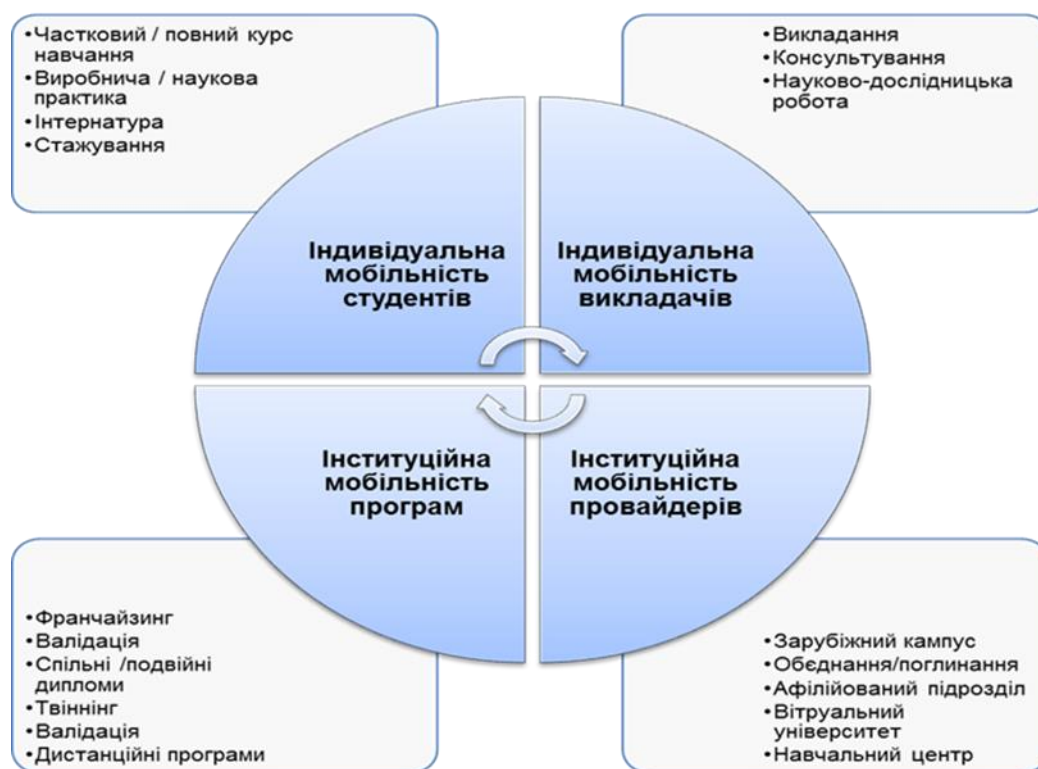 •Частковий / повний курс
навчання
•Виробнича / наукова
практика
•Інтернатура
•Стажування
•Викладання
•Консультування
•Науково-дослідницька
робота
Індивідуальна
мобільність
студентів
Індивідуальна
мобільність
викладачів
Інституційна
мобільність
програм
Інституційна
мобільність
провайдерів
•Франчайзинг
•Валідація
•Спільні /подвійні
дипломи
•Твіннінг
•Валідація
•Дистанційні програми
•Зарубіжний кампус
•Обєднання/поглинання
•Афілійований підрозділ
•Вітруальний
університет
•Навчальний центр